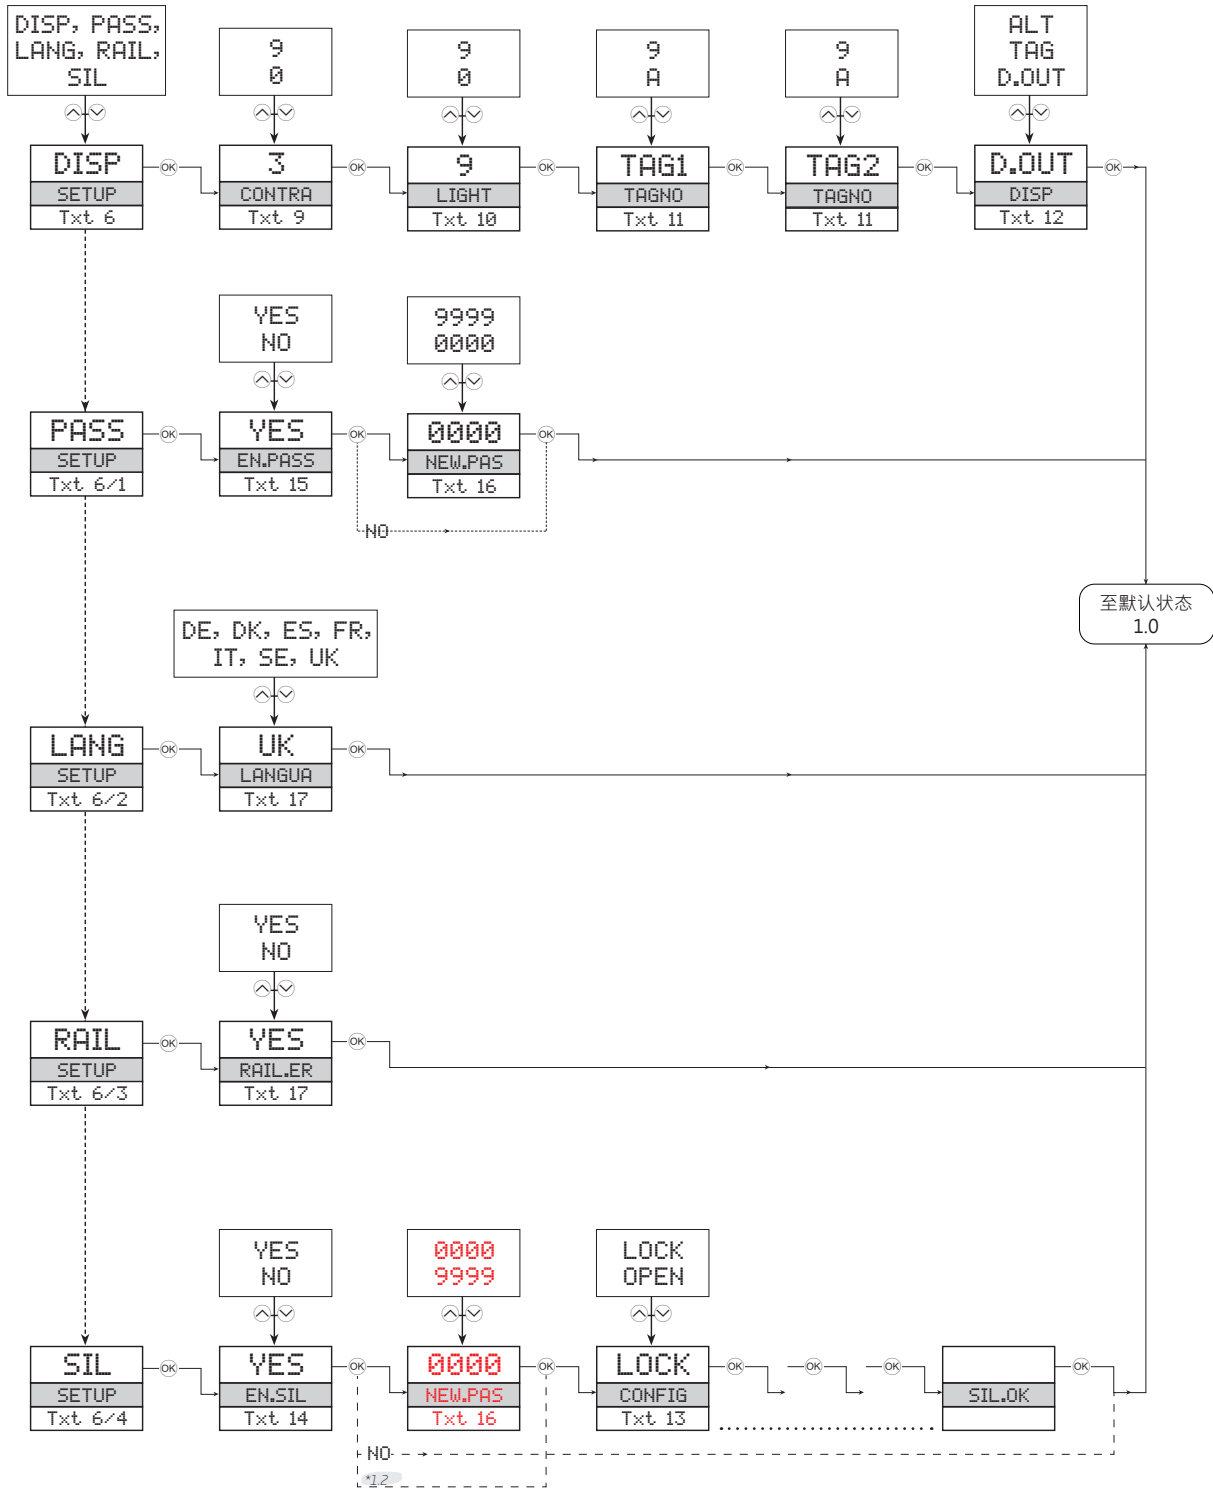 DISP, PASS,
LANG, RAIL,
SIL
9
0
9
0
9
A
9
A
ALT
TAG
D.OUT
DISP
SETUP
Txt 6
OK
3
CONTRA
Txt 9
OK
9
LIGHT
Txt 10
OK
TAG1
TAGNO
Txt 11
OK
TAG2
TAGNO
Txt 11
OK
D.OUT
DISP
Txt 12
OK
YES
NO
9999
0000
PASS
SETUP
Txt 6/1
OK
YES
EN.PASS
Txt 15
OK
0000
NEW.PAS
Txt 16
OK
NO
至默认状态
1.0
DE, DK, ES, FR,
IT, SE, UK
LANG
SETUP
Txt 6/2
OK
UK
LANGUA
Txt 17
OK
YES
NO
RAIL
SETUP
Txt 6/3
OK
YES
RAIL.ER
Txt 17
OK
YES
NO
0000
9999
LOCK
OPEN
SIL
SETUP
Txt 6/4
OK
YES
EN.SIL
Txt 14
OK
0000
NEW.PAS
Txt 16
OK
LOCK
CONFIG
Txt 13
OK
OK
OK
SIL.OK
OK
NO
*1.2